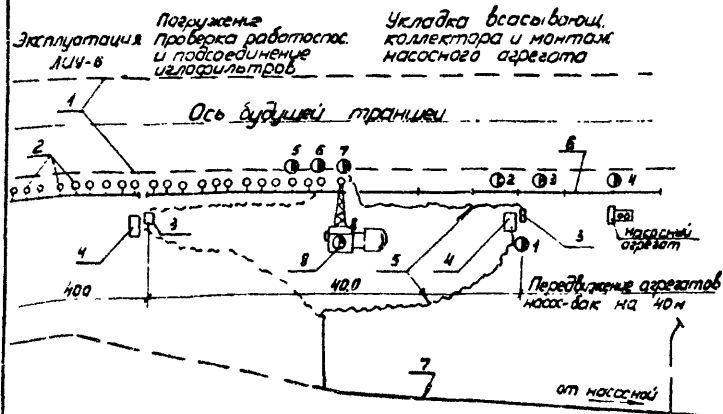 Эксплуатация
ЛИУ-6
Погружение
Проверка работоспос.
и подсоединение
иглофильтров
Укладка всасывающ.
коллектора и монтаж
насосного агрегата
1
Ось будущей траншеи
2
5 6 7
2 3 6 4
4 3
8
5 4 1 3
насосный
агрегат
400 40,0
Передвижение агрегатов
насос-бак на 40м
7
от насосной